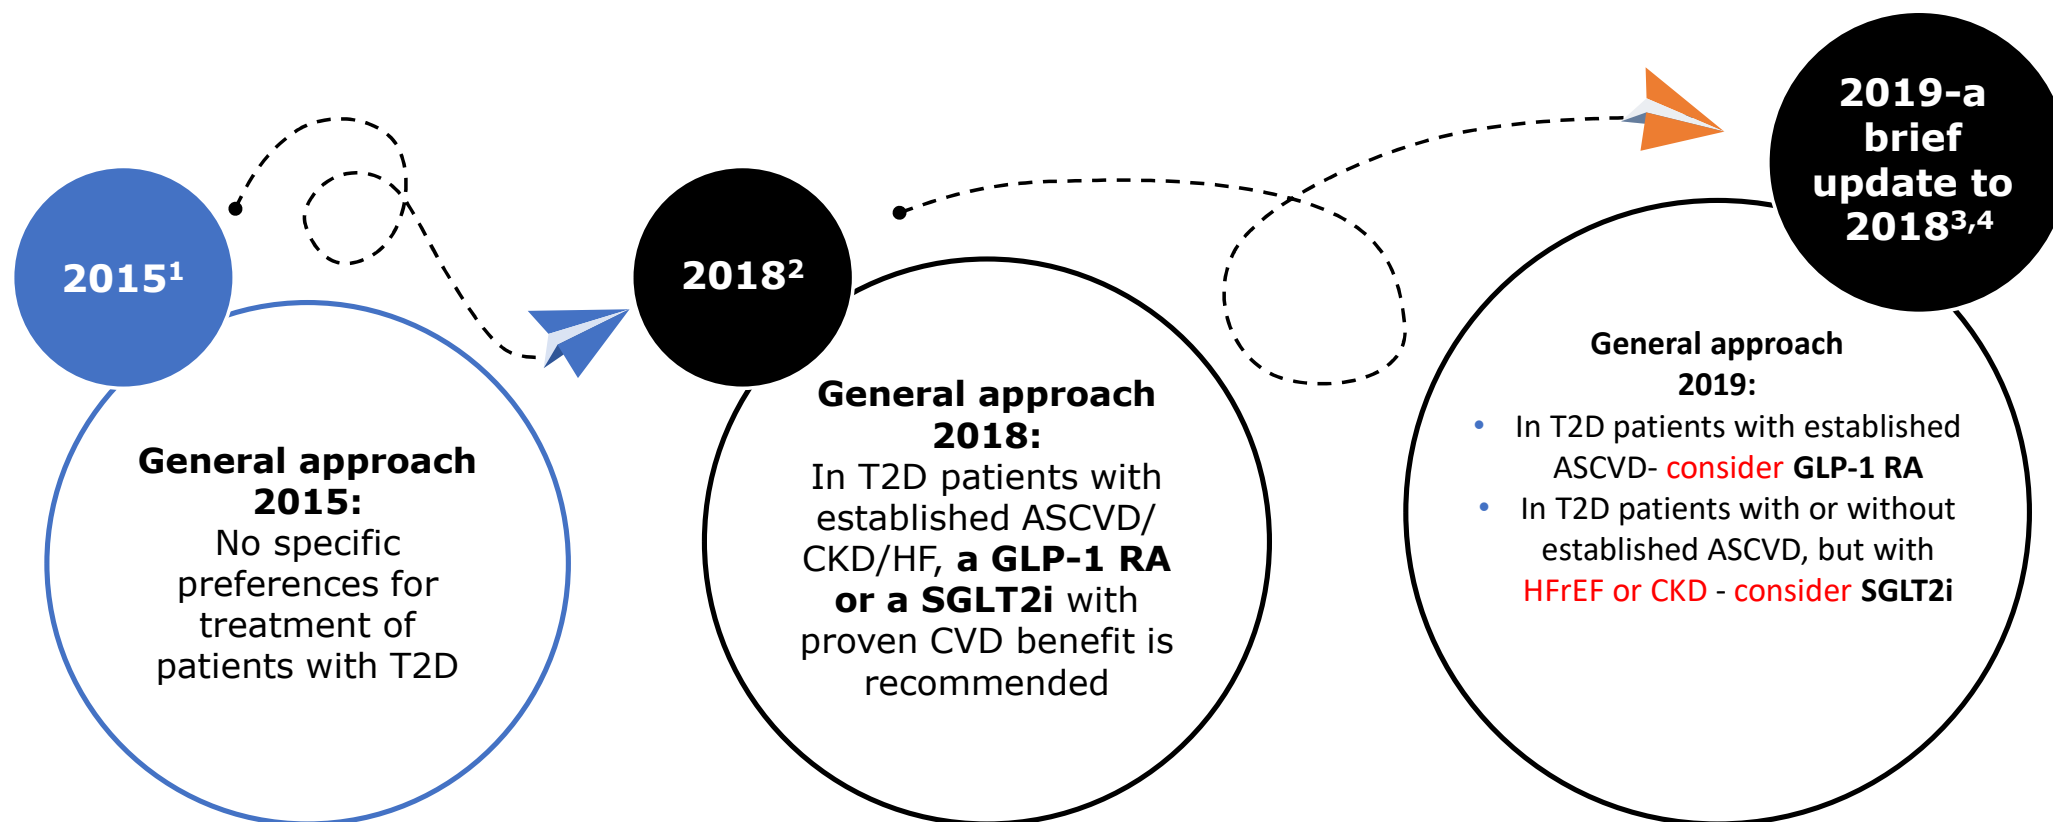 2015¹
General approach
2015:
No specific
preferences for
treatment of
patients with T2D
2018²
General approach
2018:
In T2D patients with
established ASCVD/
CKD/HF, a GLP-1 RA
or a SGLT2i with
proven CVD benefit is
recommended
2019-a
brief
update to
2018³,⁴
General approach
2019:
• In T2D patients with established
ASCVD- consider GLP-1 RA
• In T2D patients with or without
established ASCVD, but with
HFrEF or CKD - consider SGLT2i